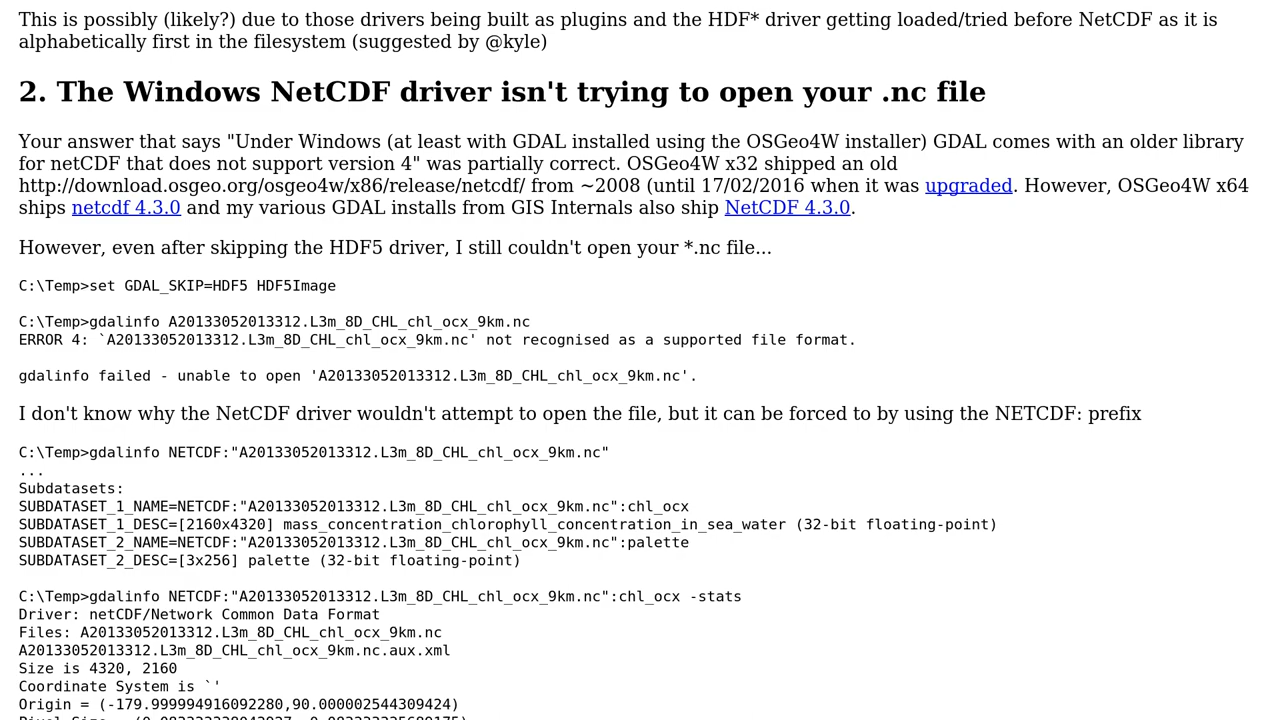 This is possibly (likely?) due to those drivers being built as plugins and the HDF* driver getting loaded/tried before NetCDF as it is
alphabetically first in the filesystem (suggested by @kyle)
2. The Windows NetCDF driver isn't trying to open your .nc file
Your answer that says "Under Windows (at least with GDAL installed using the OSGeo4W installer) GDAL comes with an older library
for netCDF that does not support version 4" was partially correct. OSGeo4W x32 shipped an old
http://download.osgeo.org/osgeo4w/x86/release/netcdf/ from ~2008 (until 17/02/2016 when it was upgraded. However, OSGeo4W x64
ships netcdf 4.3.0 and my various GDAL installs from GIS Internals also ship NetCDF 4.3.0.
However, even after skipping the HDF5 driver, I still couldn't open your *.nc file...
C:\Temp>set GDAL_SKIP=HDF5 HDF5Image
C:\Temp>gdalinfo A20133052013312.L3m_8D_CHL_chl_ocx_9km.nc
ERROR 4: `A20133052013312.L3m_8D_CHL_chl_ocx_9km.nc' not recognised as a supported file format.
gdalinfo failed - unable to open 'A20133052013312.L3m_8D_CHL_chl_ocx_9km.nc'.
I don't know why the NetCDF driver wouldn't attempt to open the file, but it can be forced to by using the NETCDF: prefix
C:\Temp>gdalinfo NETCDF:"A20133052013312.L3m_8D_CHL_chl_ocx_9km.nc"
...
Subdatasets:
SUBDATASET_1_NAME=NETCDF:"A20133052013312.L3m_8D_CHL_chl_ocx_9km.nc":chl_ocx
SUBDATASET_1_DESC=[2160x4320] mass_concentration_chlorophyll_concentration_in_sea_water (32-bit floating-point)
SUBDATASET_2_NAME=NETCDF:"A20133052013312.L3m_8D_CHL_chl_ocx_9km.nc":palette
SUBDATASET_2_DESC=[3x256] palette (32-bit floating-point)
C:\Temp>gdalinfo NETCDF:"A20133052013312.L3m_8D_CHL_chl_ocx_9km.nc":chl_ocx -stats
Driver: netCDF/Network Common Data Format
Files: A20133052013312.L3m_8D_CHL_chl_ocx_9km.nc
A20133052013312.L3m_8D_CHL_chl_ocx_9km.nc.aux.xml
Size is 4320, 2160
Coordinate System is `'
Origin = (-179.999994916092280,90.000002544309424)